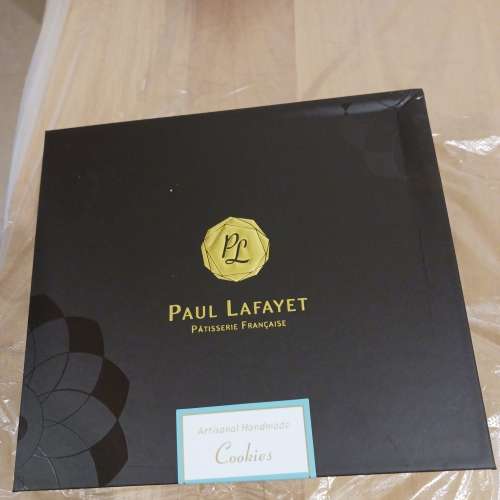 PL
PAUL LAFAYET
PÂTISSERIE FRANÇAISE
Artisanal Handmade
Cookies